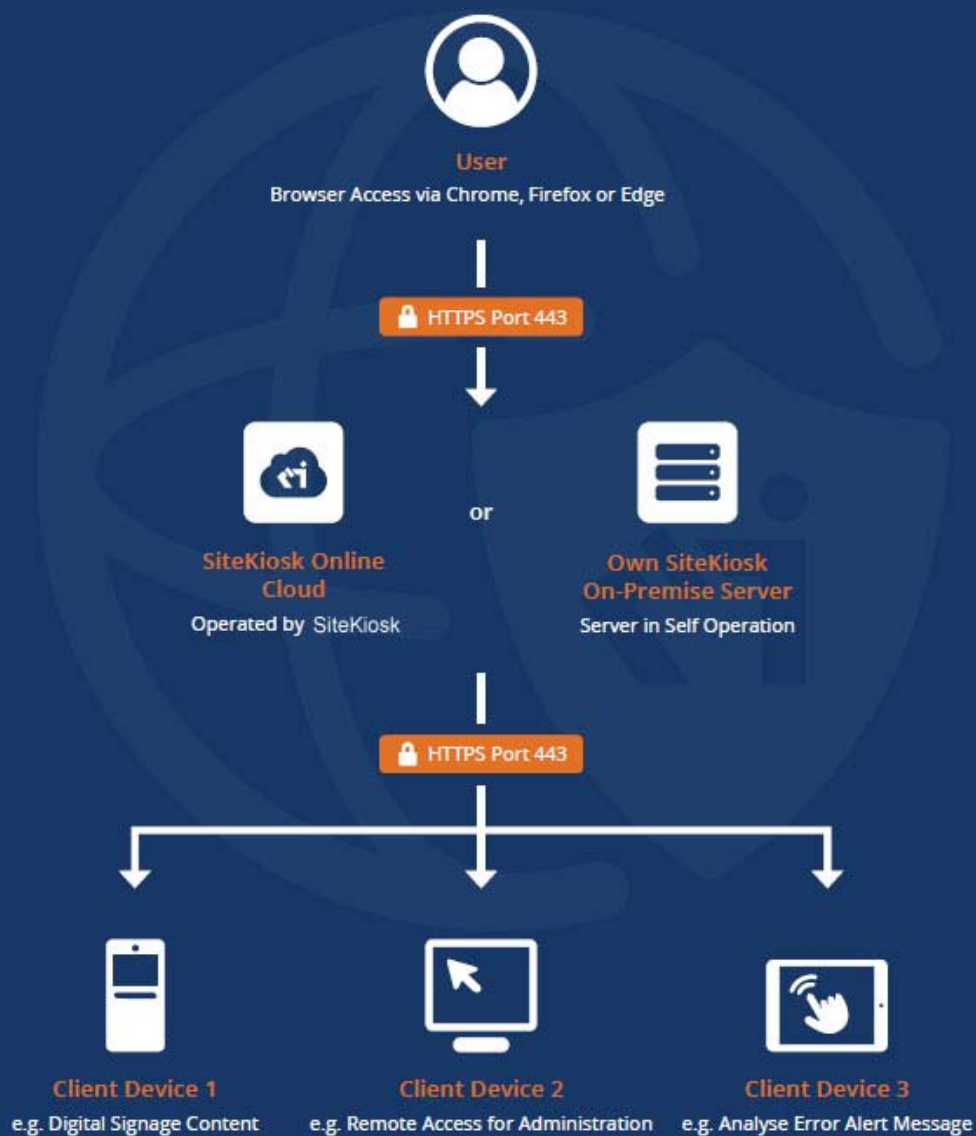 User
Browser Access via Chrome, Firefox or Edge
HTTPS Port 443
or
SiteKiosk Online
Cloud
Operated by SiteKiosk
Own SiteKiosk
On-Premise Server
Server in Self Operation
HTTPS Port 443
Client Device 1
e.g. Digital Signage Content
Client Device 2
e.g. Remote Access for Administration
Client Device 3
e.g. Analyse Error Alert Message